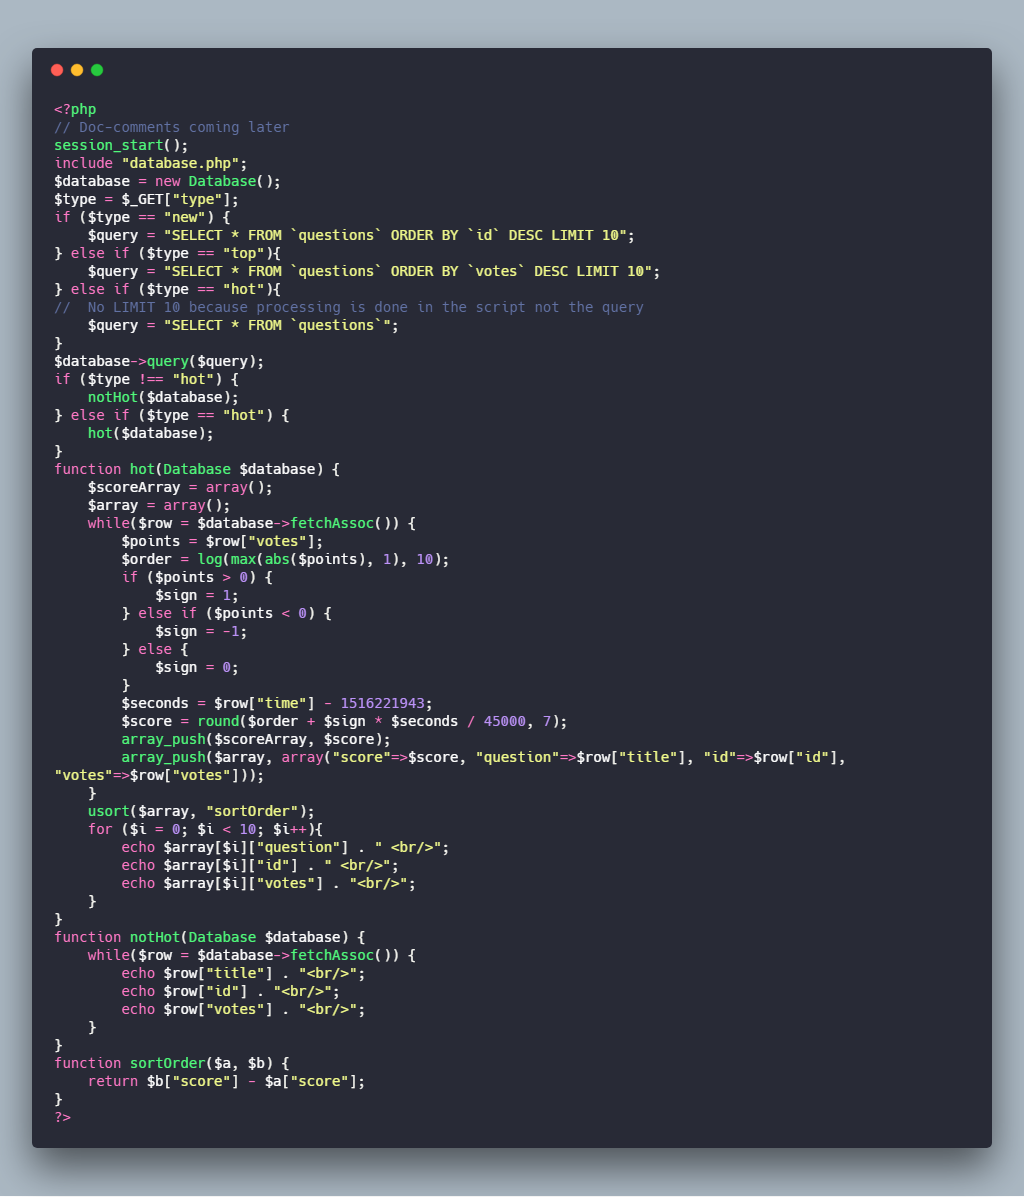 <?php
// Doc-comments coming later
session_start();
include "database.php";
$database = new Database();
$type = $_GET["type"];
if ($type == "new") {
    $query = "SELECT * FROM `questions` ORDER BY `id` DESC LIMIT 10";
} else if ($type == "top"){
    $query = "SELECT * FROM `questions` ORDER BY `votes` DESC LIMIT 10";
} else if ($type == "hot"){
//  No LIMIT 10 because processing is done in the script not the query
    $query = "SELECT * FROM `questions`";
}
$database->query($query);
if ($type !== "hot") {
    notHot($database);
} else if ($type == "hot") {
    hot($database);
}
function hot(Database $database) {
    $scoreArray = array();
    $array = array();
    while($row = $database->fetchAssoc()) {
        $points = $row["votes"];
        $order = log(max(abs($points), 1), 10);
        if ($points > 0) {
            $sign = 1;
        } else if ($points < 0) {
            $sign = -1;
        } else {
            $sign = 0;
        }
        $seconds = $row["time"] - 1516221943;
        $score = round($order + $sign * $seconds / 45000, 7);
        array_push($scoreArray, $score);
        array_push($array, array("score"=>$score, "question"=>$row["title"], "id"=>$row["id"],
"votes"=>$row["votes"]));
    }
    usort($array, "sortOrder");
    for ($i = 0; $i < 10; $i++){
        echo $array[$i]["question"] . " <br/>";
        echo $array[$i]["id"] . " <br/>";
        echo $array[$i]["votes"] . "<br/>";
    }
}
function notHot(Database $database) {
    while($row = $database->fetchAssoc()) {
        echo $row["title"] . "<br/>";
        echo $row["id"] . "<br/>";
        echo $row["votes"] . "<br/>";
    }
}
function sortOrder($a, $b) {
    return $b["score"] - $a["score"];
}
?>